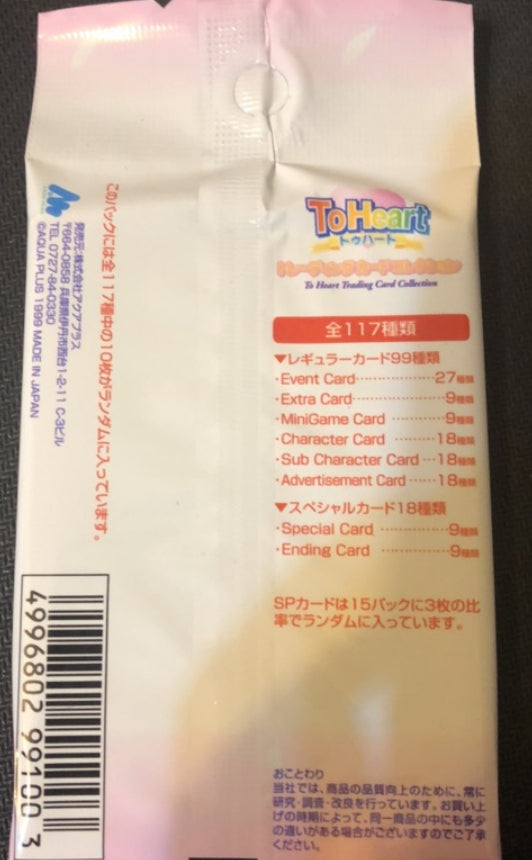 ToHeart
トゥハート
トレーディングカードコレクション
To Heart Trading Card Collection
全117種類
▼レギュラーカード99種類
・Event Card……………27種類
・Extra Card……………9種類
・MiniGame Card …………9種類
・Character Card ………18種類
・Sub Character Card …18種類
・Advertisement Card ……18種類
▼スペシャルカード18種類
・Special Card ……………9種類
・Ending Card ……………9種類
SPカードは15パックに3枚の比
率でランダムに入っています。
おことわり
当社では、商品の品質向上のために、常に
研究・調査・改良を行っています。お買い上
げの時期によって、同一商品の中にも多少
の違いがある場合がございますのでご了承
ください。
このパックには全117種中の10枚がランダムに入っています。
発売元:株式会社アクアプラス
〒664-0858 兵庫県伊丹市西台1-2-11 C-3ビル
TEL 0727-84-0330
©AQUA PLUS 1999 MADE IN JAPAN
4996802 99100 3